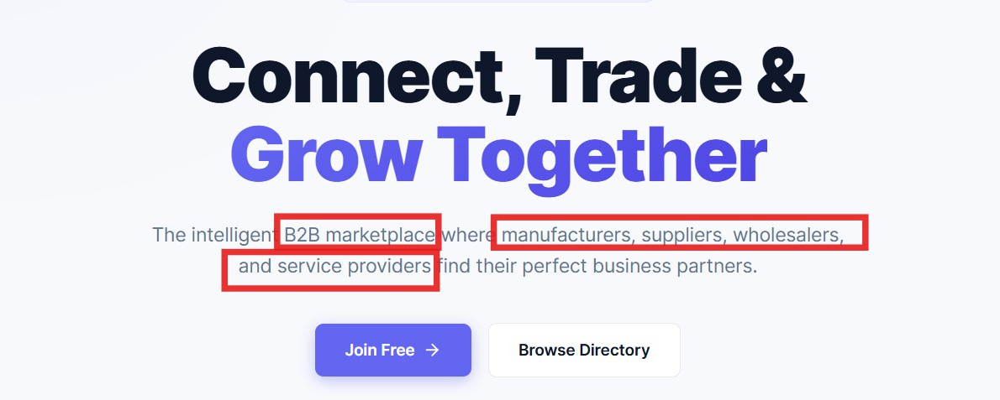 Connect, Trade &
Grow Together
The intelligent B2B marketplace where manufacturers, suppliers, wholesalers,
and service providers find their perfect business partners.
Join Free →
Browse Directory